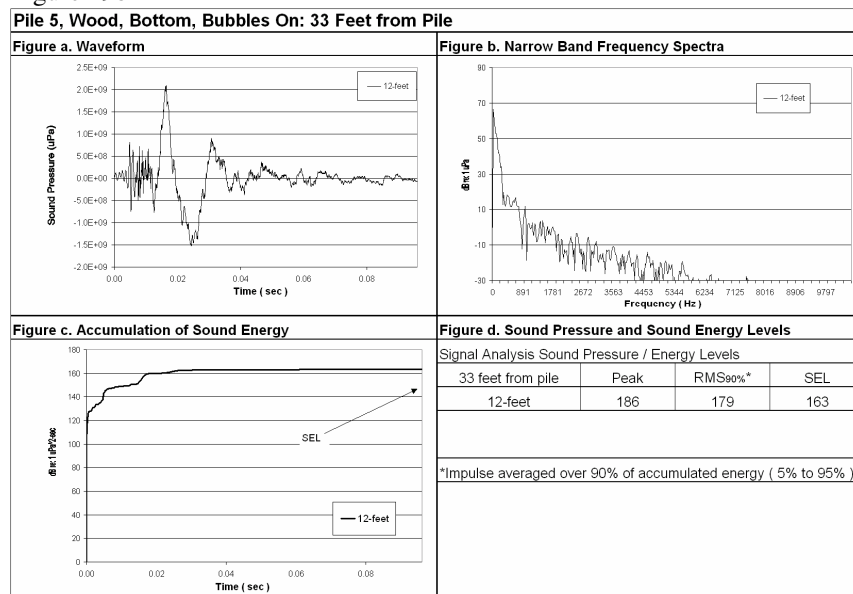 Pile 5, Wood, Bottom, Bubbles On: 33 Feet from Pile
Figure a. Waveform
2.5E+09
2.0E+09
1.5E+09
1.0E+09
5.0E+08
0.0E+00
-5.0E+08
-1.0E+09
-1.5E+09
-2.0E+09
Sound Pressure (uPa)
12-feet
0.00 0.02 0.04 0.06 0.08
Time ( sec )
Figure b. Narrow Band Frequency Spectra
90
70
50
30
10
-10
-30
dB re: 1 uPa
12-feet
0 891 1781 2672 3563 4453 5344 6234 7125 8016 8906 9797
Frequency ( Hz )
Figure c. Accumulation of Sound Energy
180
160
140
120
100
80
60
40
20
0
dB re: 1 uPa^2-sec
SEL
12-feet
0.00 0.02 0.04 0.06 0.08
Time ( sec )
Figure d. Sound Pressure and Sound Energy Levels
Signal Analysis Sound Pressure / Energy Levels
33 feet from pile Peak RMS90%* SEL
12-feet 186 179 163
*Impulse averaged over 90% of accumulated energy ( 5% to 95% )